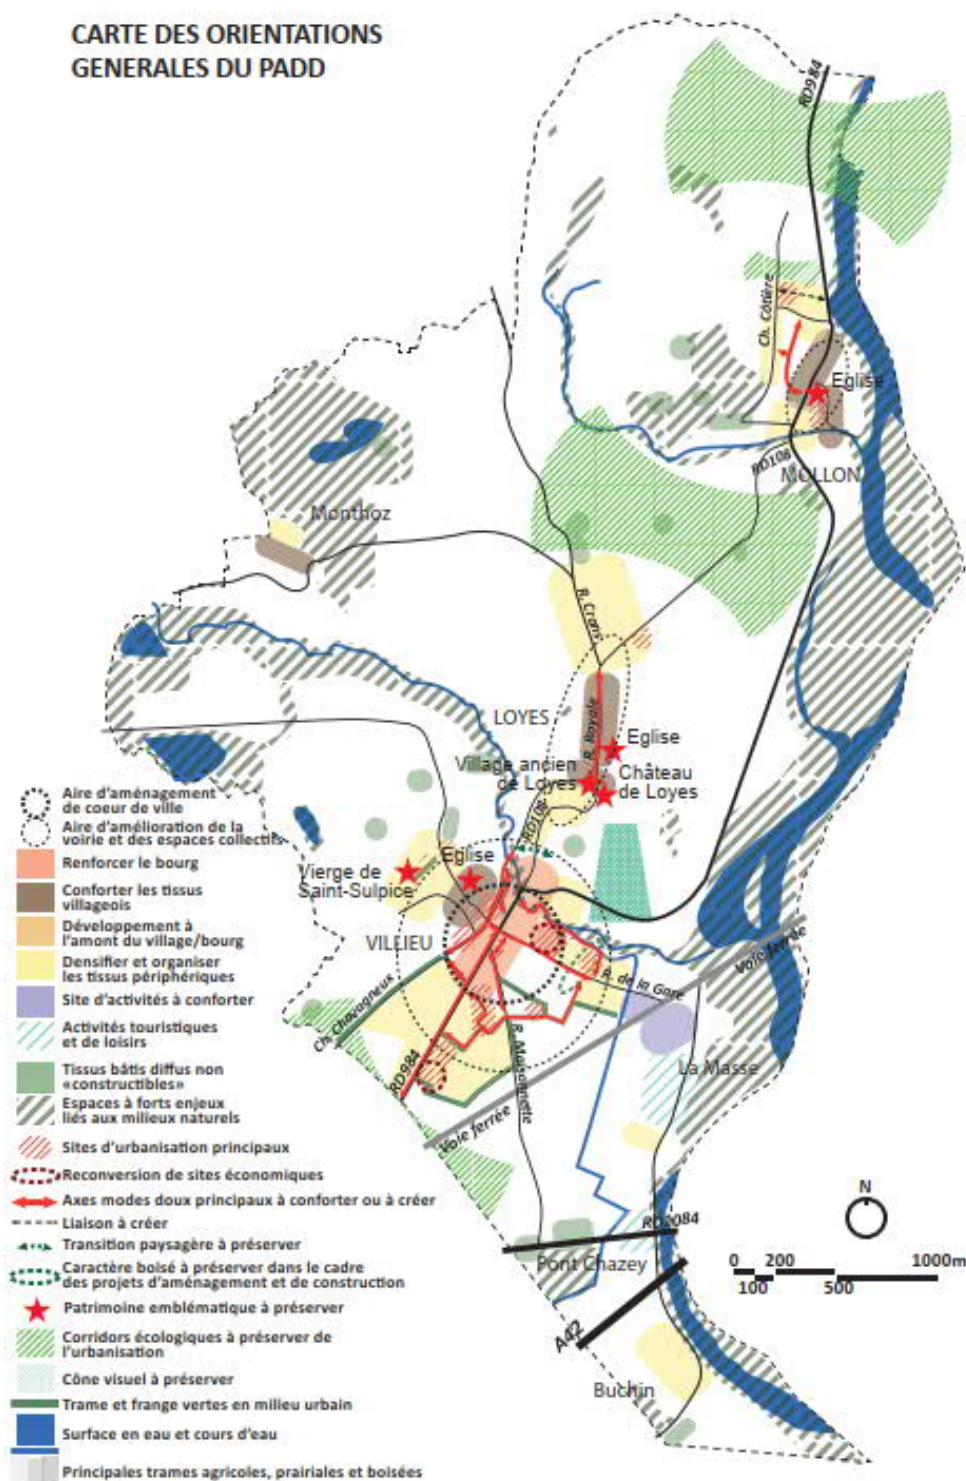 CARTE DES ORIENTATIONS
GENERALES DU PADD
RD984
Ch. Côtière
Eglise
RD108
MOLLON
Monthoz
R. Crans
LOYES
R. Royale
Eglise
Village ancien
de Loyes
Château
de Loyes
RD108
Vierge de
Saint-Sulpice
Eglise
VILLIEU
Voie ferrée
R. de la Gare
Ch. Chavagneux
RD984
R. Maisonnette
La Masse
Voie ferrée
RD1084
Pont Chazey
A42
Buchin
N
0 200 1000m
100 500
Aire d'aménagement
de coeur de ville
Aire d'amélioration de la
voirie et des espaces collectifs
Renforcer le bourg
Conforter les tissus
villageois
Développement à
l'amont du village/bourg
Densifier et organiser
les tissus périphériques
Site d'activités à conforter
Activités touristiques
et de loisirs
Tissus bâtis diffus non
«constructibles»
Espaces à forts enjeux
liés aux milieux naturels
Sites d'urbanisation principaux
Reconversion de sites économiques
Axes modes doux principaux à conforter ou à créer
Liaison à créer
Transition paysagère à préserver
Caractère boisé à préserver dans le cadre
des projets d'aménagement et de construction
Patrimoine emblématique à préserver
Corridors écologiques à préserver de
l'urbanisation
Cône visuel à préserver
Trame et frange vertes en milieu urbain
Surface en eau et cours d'eau
Principales trames agricoles, prairiales et boisées